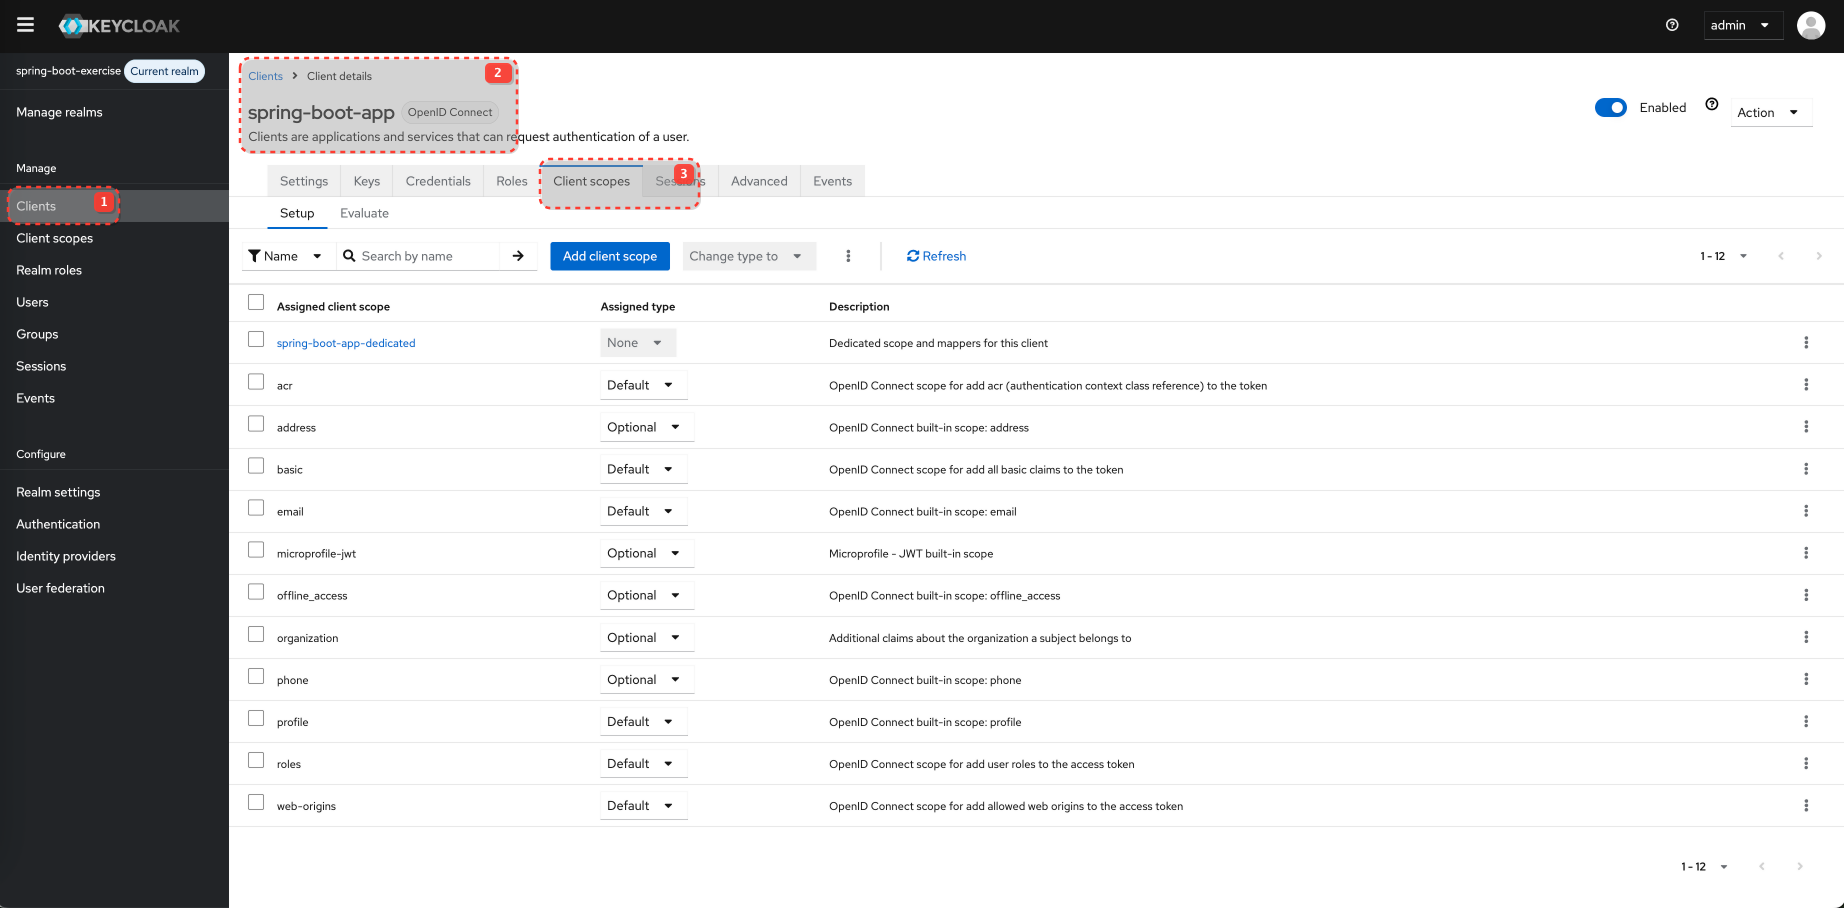 KEYCLOAK
admin
spring-boot-exercise Current realm
Manage realms
Manage
Clients 1
Client scopes
Realm roles
Users
Groups
Sessions
Events
Configure
Realm settings
Authentication
Identity providers
User federation
Clients > Client details 2
spring-boot-app OpenID Connect
Clients are applications and services that can request authentication of a user.
Enabled
Action
Settings Keys Credentials Roles Client scopes Sessions 3 Advanced Events
Setup Evaluate
Name Search by name Add client scope Change type to Refresh 1 - 12
Assigned client scope Assigned type Description
spring-boot-app-dedicated None Dedicated scope and mappers for this client
acr Default OpenID Connect scope for add acr (authentication context class reference) to the token
address Optional OpenID Connect built-in scope: address
basic Default OpenID Connect scope for add all basic claims to the token
email Default OpenID Connect built-in scope: email
microprofile-jwt Optional Microprofile - JWT built-in scope
offline_access Optional OpenID Connect built-in scope: offline_access
organization Optional Additional claims about the organization a subject belongs to
phone Optional OpenID Connect built-in scope: phone
profile Default OpenID Connect built-in scope: profile
roles Default OpenID Connect scope for add user roles to the access token
web-origins Default OpenID Connect scope for add allowed web origins to the access token
1 - 12